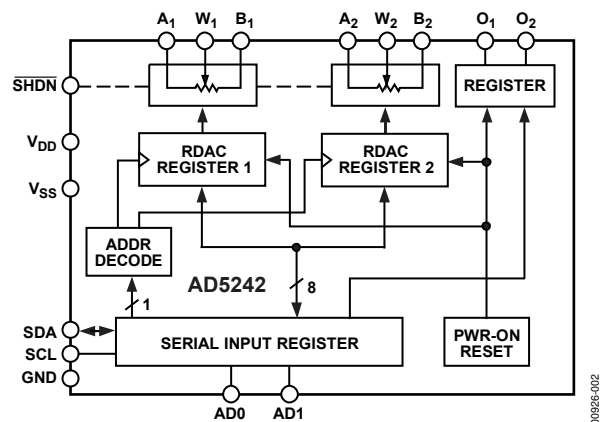 A1 W1 B1 A2 W2 B2 O1 O2
SHDN
REGISTER
VDD
RDAC
REGISTER 1
RDAC
REGISTER 2
VSS
ADDR
DECODE
AD5242
8
1
SDA
SCL
GND
SERIAL INPUT REGISTER
PWR-ON
RESET
AD0 AD1
00926-002